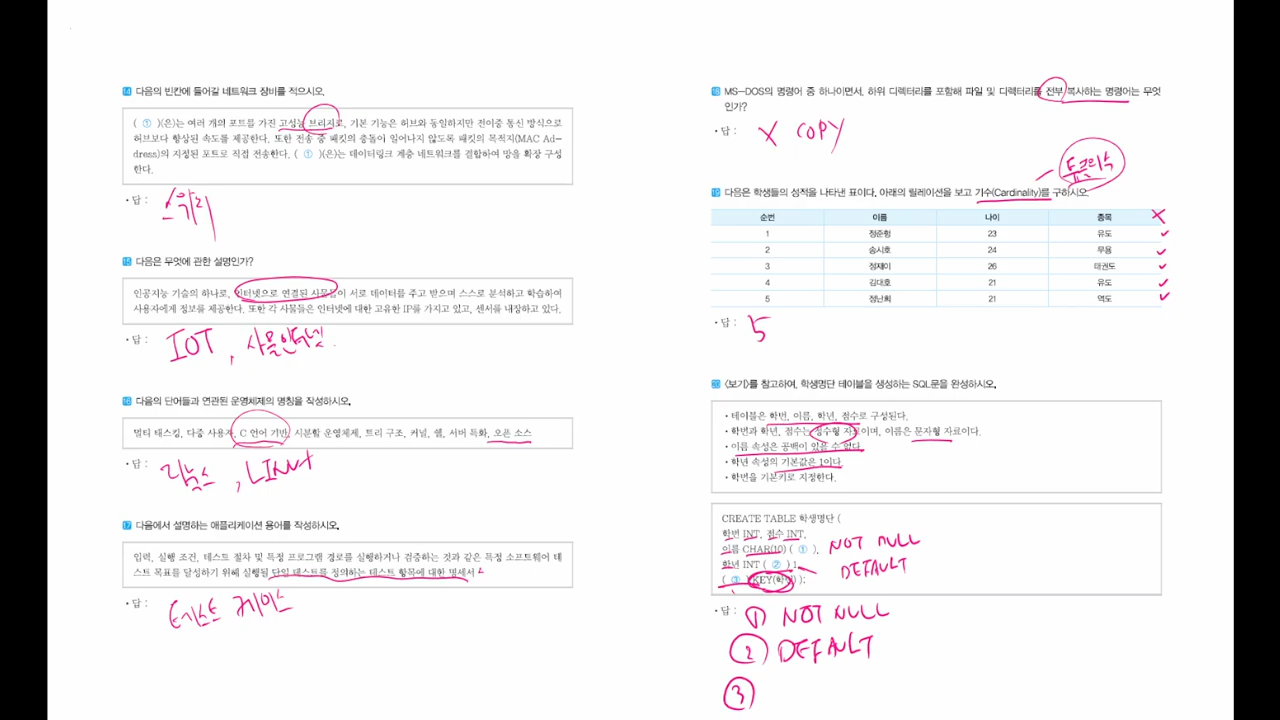 14 다음의 빈칸에 들어갈 네트워크 장비를 적으시오.
( ① )(은)는 여러 개의 포트를 가진 고성능 브리지로, 기본 기능은 허브와 동일하지만 전이중 통신 방식으로
허브보다 향상된 속도를 제공한다. 또한 전송 중 패킷의 충돌이 일어나지 않도록 패킷의 목적지(MAC Ad-
dress)의 지정된 포트로 직접 전송한다. ( ① )(은)는 데이터링크 계층 네트워크를 결합하여 망을 확장 구성
한다.
• 답 : 스위치
15 다음은 무엇에 관한 설명인가?
인공지능 기술의 하나로, 인터넷으로 연결된 사물들이 서로 데이터를 주고 받으며 스스로 분석하고 학습하여
사용자에게 정보를 제공한다. 또한 각 사물들은 인터넷에 대한 고유한 IP를 가지고 있고, 센서를 내장하고 있다.
• 답 : IOT, 사물인터넷
16 다음의 단어들과 연관된 운영체제의 명칭을 작성하시오.
멀티 태스킹, 다중 사용자, C 언어 기반, 시분할 운영체제, 트리 구조, 커널, 쉘, 서버 특화, 오픈 소스
• 답 : 리눅스, LINUX
17 다음에서 설명하는 애플리케이션 용어를 작성하시오.
입력, 실행 조건, 테스트 절차 및 특정 프로그램 경로를 실행하거나 검증하는 것과 같은 특정 소프트웨어 테
스트 목표를 달성하기 위해 실행될 단일 테스트를 정의하는 테스트 항목에 대한 명세서
• 답 : 테스트 케이스
18 MS-DOS의 명령어 중 하나이면서, 하위 디렉터리를 포함해 파일 및 디렉터리를 전부 복사하는 명령어는 무엇
인가?
• 답 : X COPY
튜플의 수
19 다음은 학생들의 성적을 나타낸 표이다. 아래의 릴레이션을 보고 기수(Cardinality)를 구하시오.
순번 이름 나이 종목
1 정준형 23 유도
2 송시호 24 무용
3 정재이 26 태권도
4 김대호 21 유도
5 정난희 21 역도
• 답 : 5
20 <보기>를 참고하여, 학생명단 테이블을 생성하는 SQL문을 완성하시오.
• 테이블은 학번, 이름, 학년, 점수로 구성된다.
• 학번과 학년, 점수는 정수형 자료이며, 이름은 문자형 자료이다.
• 이름 속성은 공백이 있을 수 없다.
• 학년 속성의 기본값은 1이다.
• 학번을 기본키로 지정한다.
CREATE TABLE 학생명단 (
학번 INT, 점수 INT,
이름 CHAR(10) ( ① ), NOT NULL
학년 INT ( ② ) 1, DEFAULT
( ③ ) KEY(학번) );
• 답 : ① NOT NULL
② DEFAULT
③